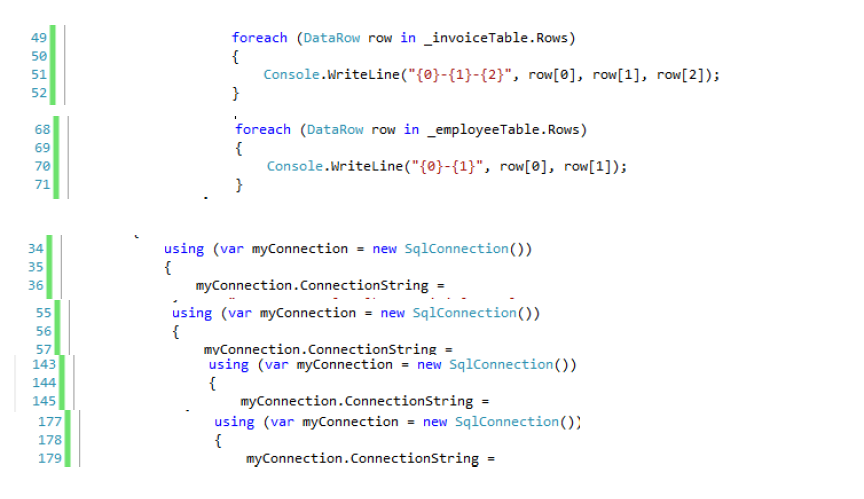 49 foreach (DataRow row in _invoiceTable.Rows)
50 {
51 Console.WriteLine("{0}-{1}-{2}", row[0], row[1], row[2]);
52 }
68 foreach (DataRow row in _employeeTable.Rows)
69 {
70 Console.WriteLine("{0}-{1}", row[0], row[1]);
71 }
34 using (var myConnection = new SqlConnection())
35 {
36 myConnection.ConnectionString =
55 using (var myConnection = new SqlConnection())
56 {
57 myConnection.ConnectionString =
143 using (var myConnection = new SqlConnection())
144 {
145 myConnection.ConnectionString =
177 using (var myConnection = new SqlConnection())
178 {
179 myConnection.ConnectionString =